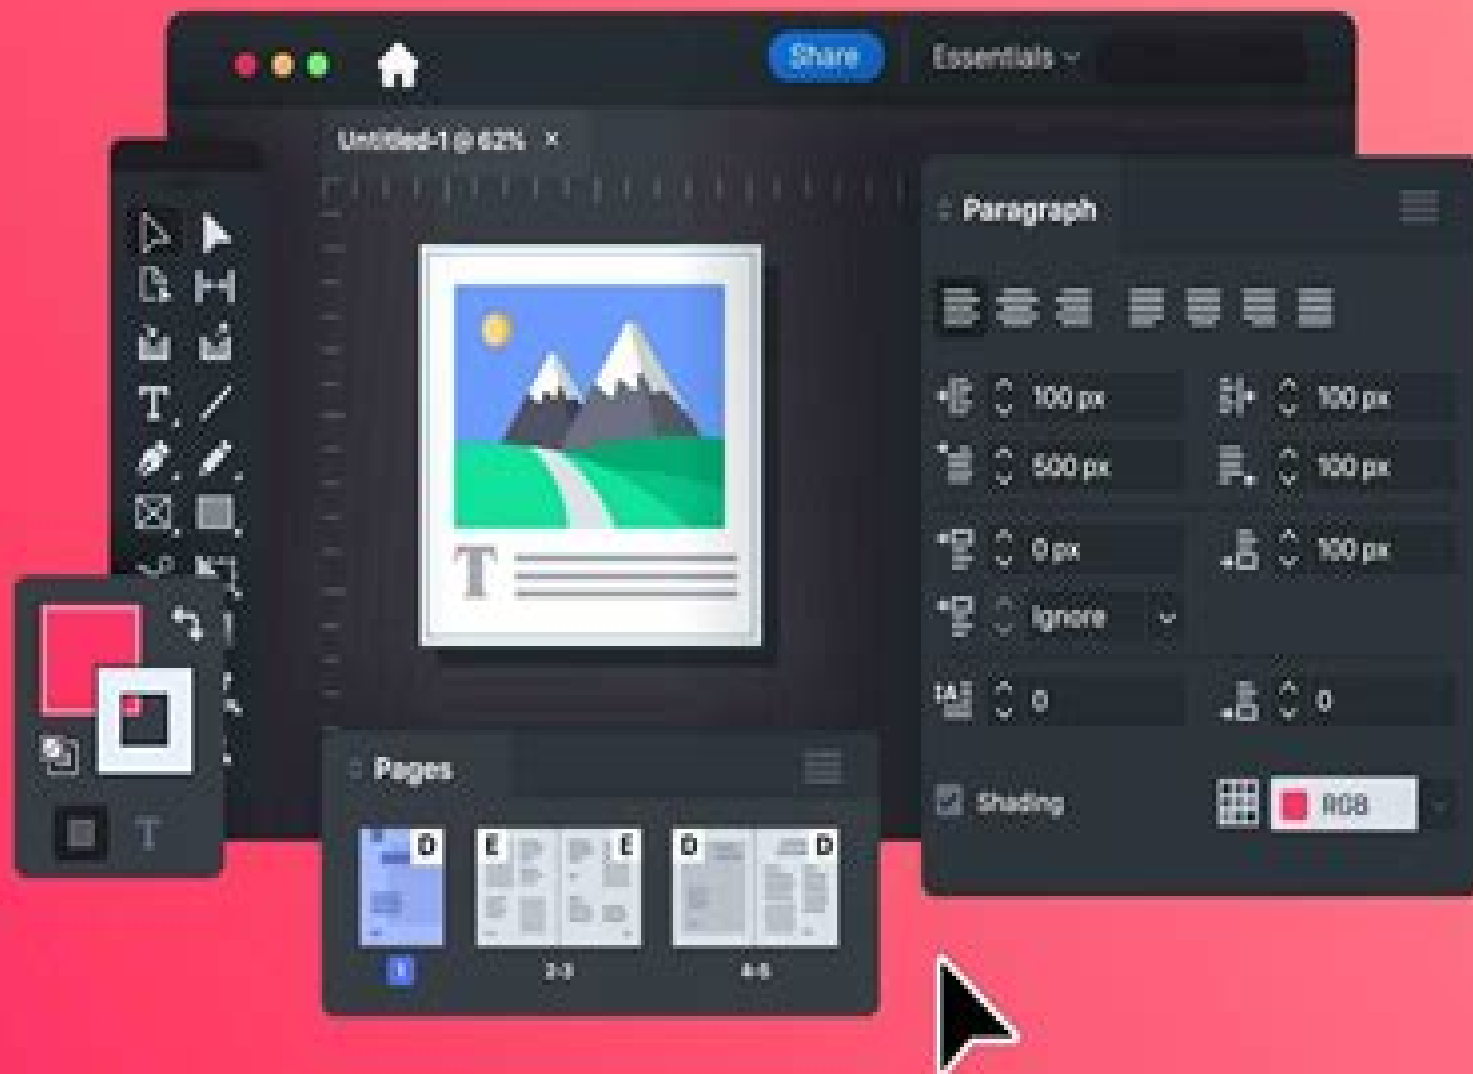 Share Essentials
Untitled-1 @ 62% ×
Paragraph
100 px 100 px
500 px 100 px
0 px 100 px
Ignore
0 0
Shading RGB
T
T
T
Pages
D E E D D
1 2-3 4-5